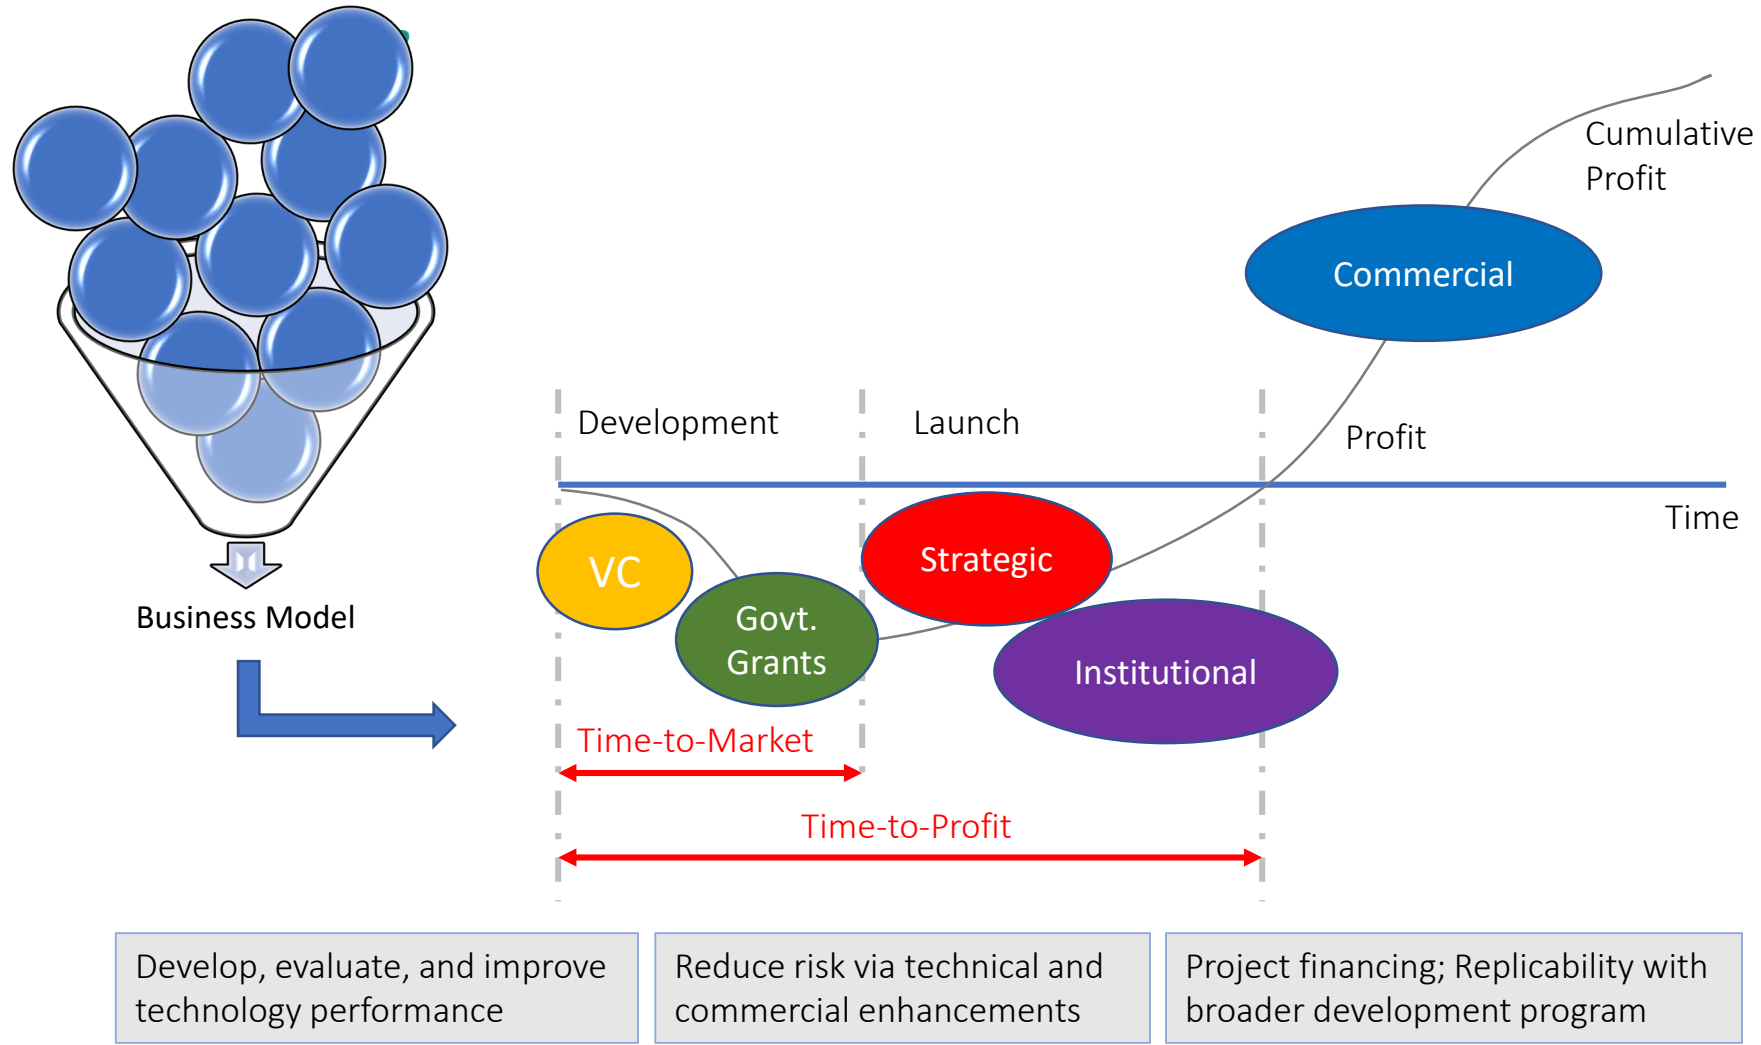 Cumulative
Profit
Commercial
Development
Launch
Profit
Time
VC
Strategic
Govt.
Grants
Institutional
Business Model
Time-to-Market
Time-to-Profit
Develop, evaluate, and improve
technology performance
Reduce risk via technical and
commercial enhancements
Project financing; Replicability with
broader development program